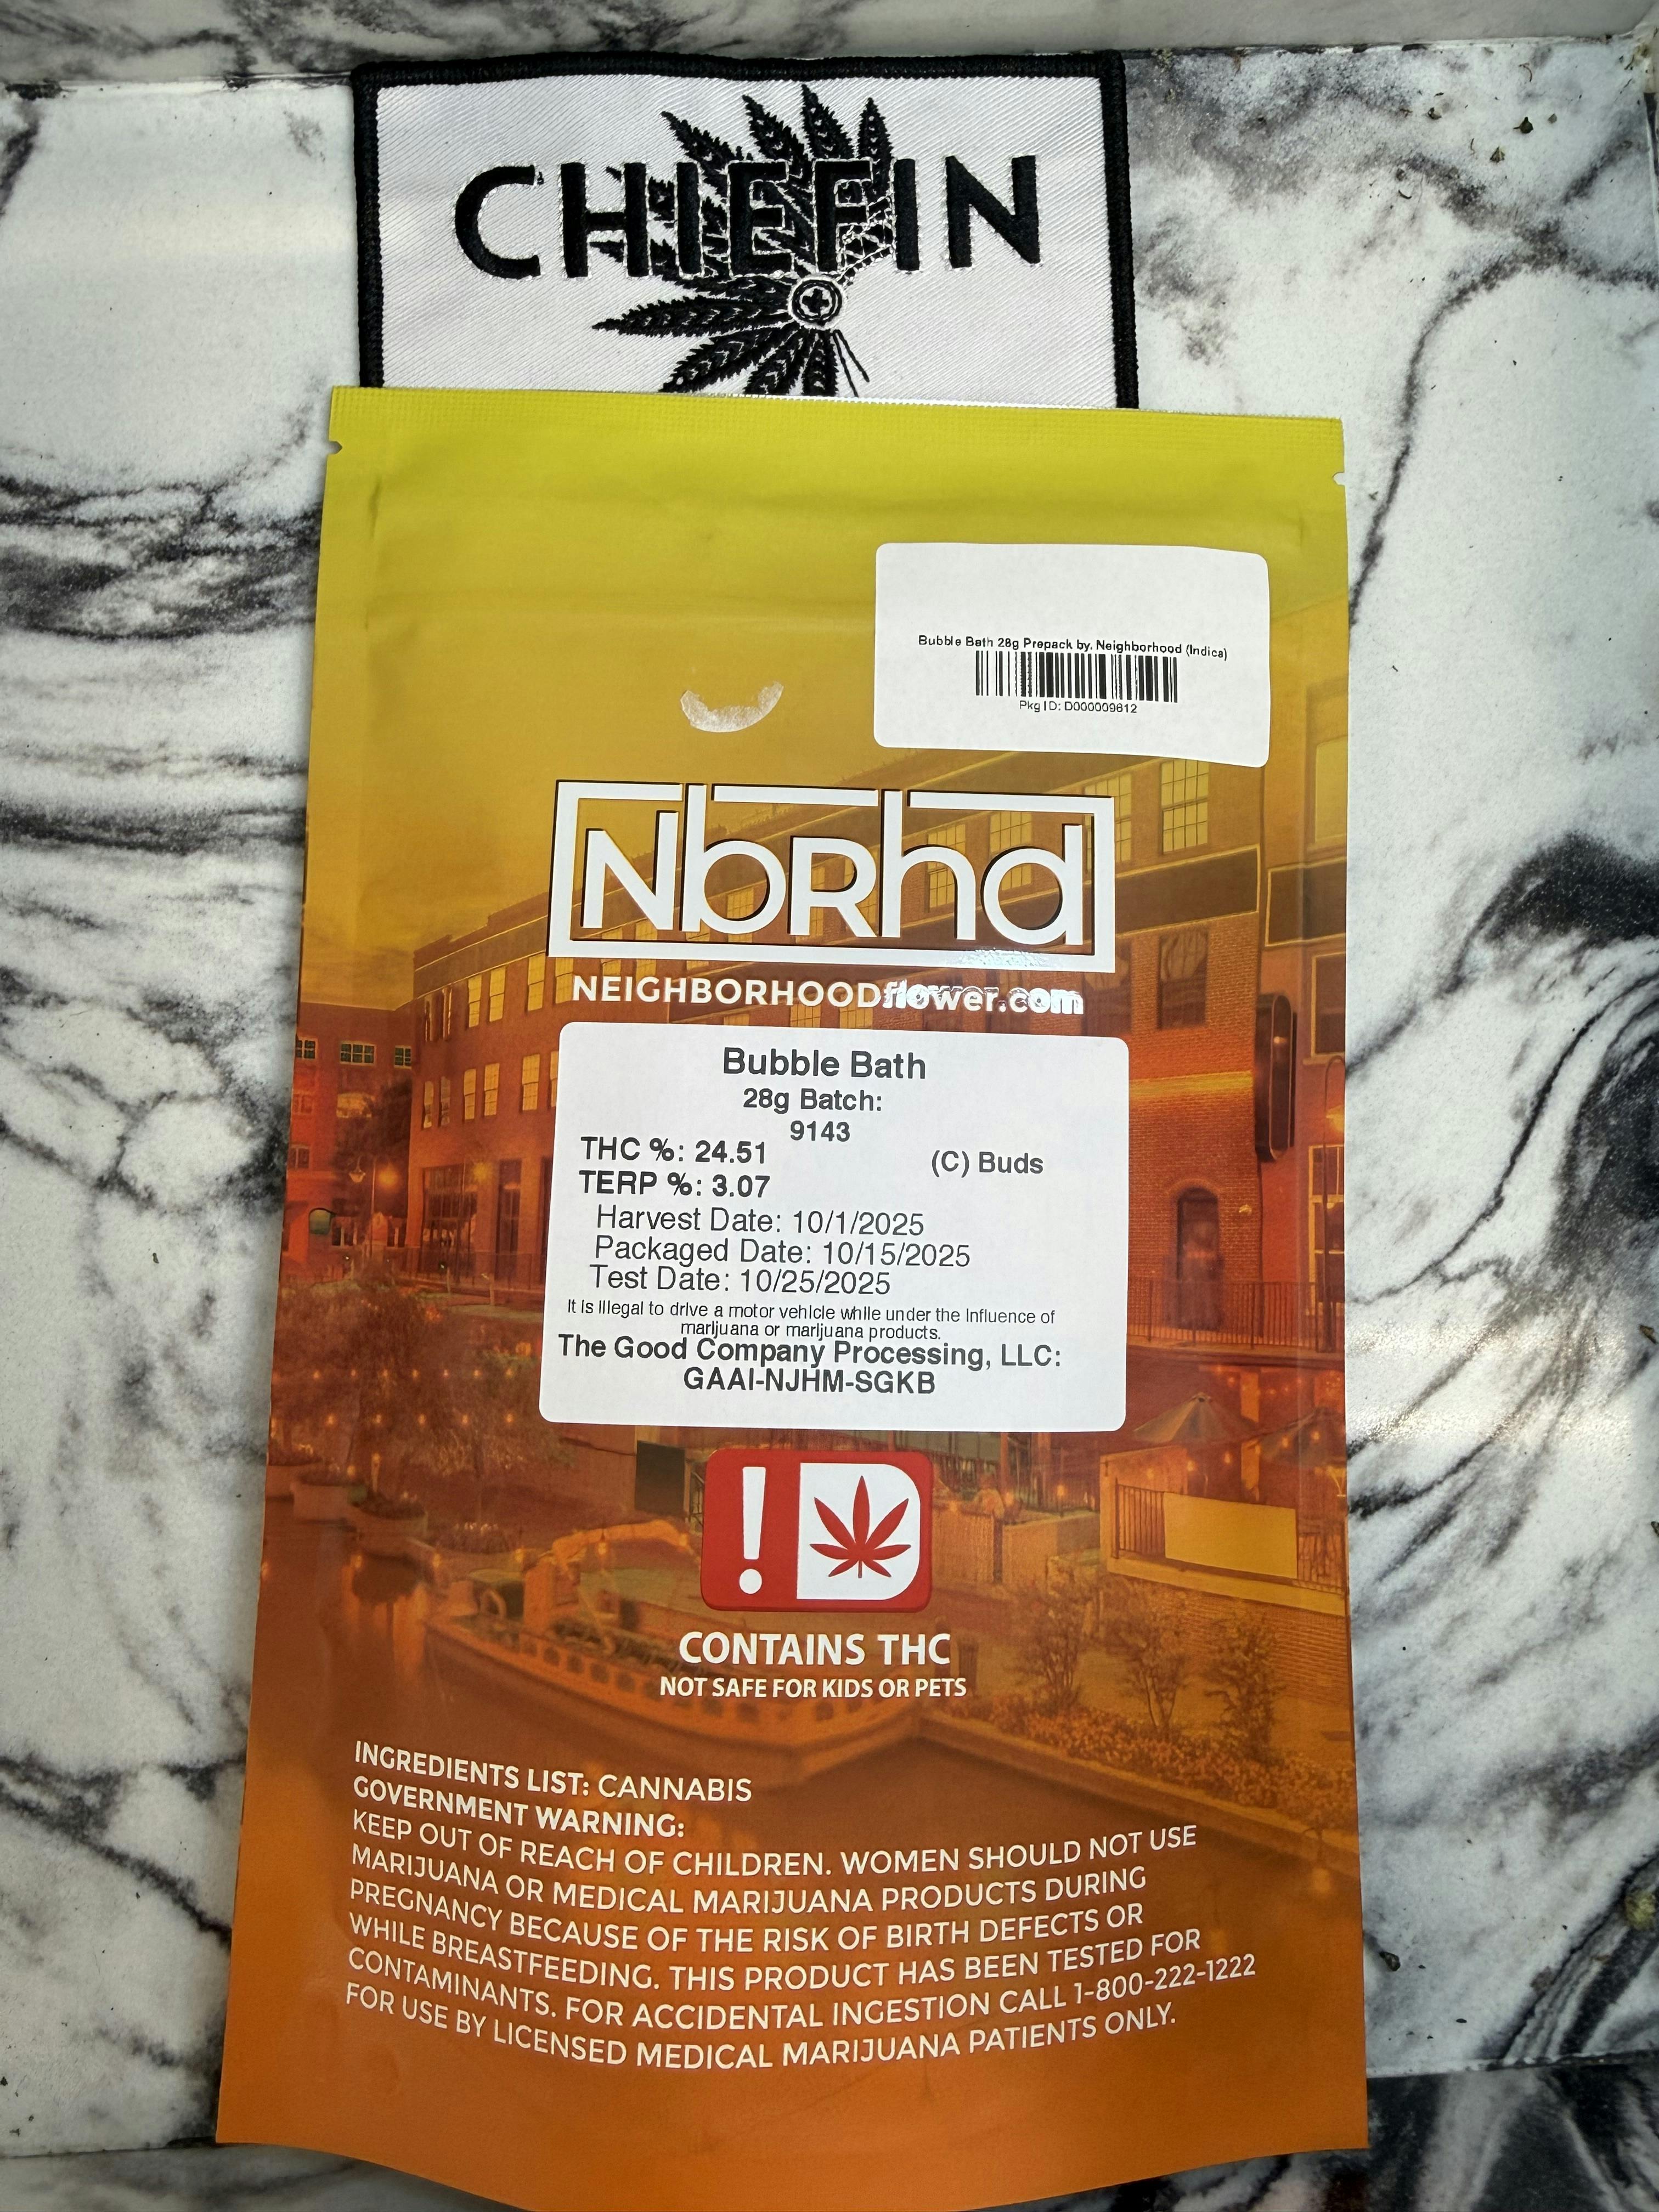 CHIEFIN
Bubble Bath 28g Prepack by. Neighborhood (Indica)
Pkg ID: D000009612
NbRhd
NEIGHBORHOODflower.com
Bubble Bath
28g Batch:
9143
THC %: 24.51
(C) Buds
TERP %: 3.07
Harvest Date: 10/1/2025
Packaged Date: 10/15/2025
Test Date: 10/25/2025
It is illegal to drive a motor vehicle while under the influence of
marijuana or marijuana products.
The Good Company Processing, LLC:
GAAI-NJHM-SGKB
!
CONTAINS THC
NOT SAFE FOR KIDS OR PETS
INGREDIENTS LIST: CANNABIS
GOVERNMENT WARNING:
KEEP OUT OF REACH OF CHILDREN. WOMEN SHOULD NOT USE
MARIJUANA OR MEDICAL MARIJUANA PRODUCTS DURING
PREGNANCY BECAUSE OF THE RISK OF BIRTH DEFECTS OR
WHILE BREASTFEEDING. THIS PRODUCT HAS BEEN TESTED FOR
CONTAMINANTS. FOR ACCIDENTAL INGESTION CALL 1-800-222-1222
FOR USE BY LICENSED MEDICAL MARIJUANA PATIENTS ONLY.